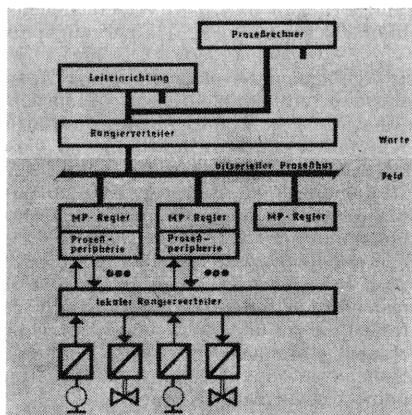 Prozeßrechner
Leiteinrichtung
Rangierverteiler
Warte
bitserieller Prozeßbus
Feld
MP-Regler
MP-Regler
MP-Regler
Prozeß-
peripherie
Prozeß-
peripherie
lokaler Rangierverteiler